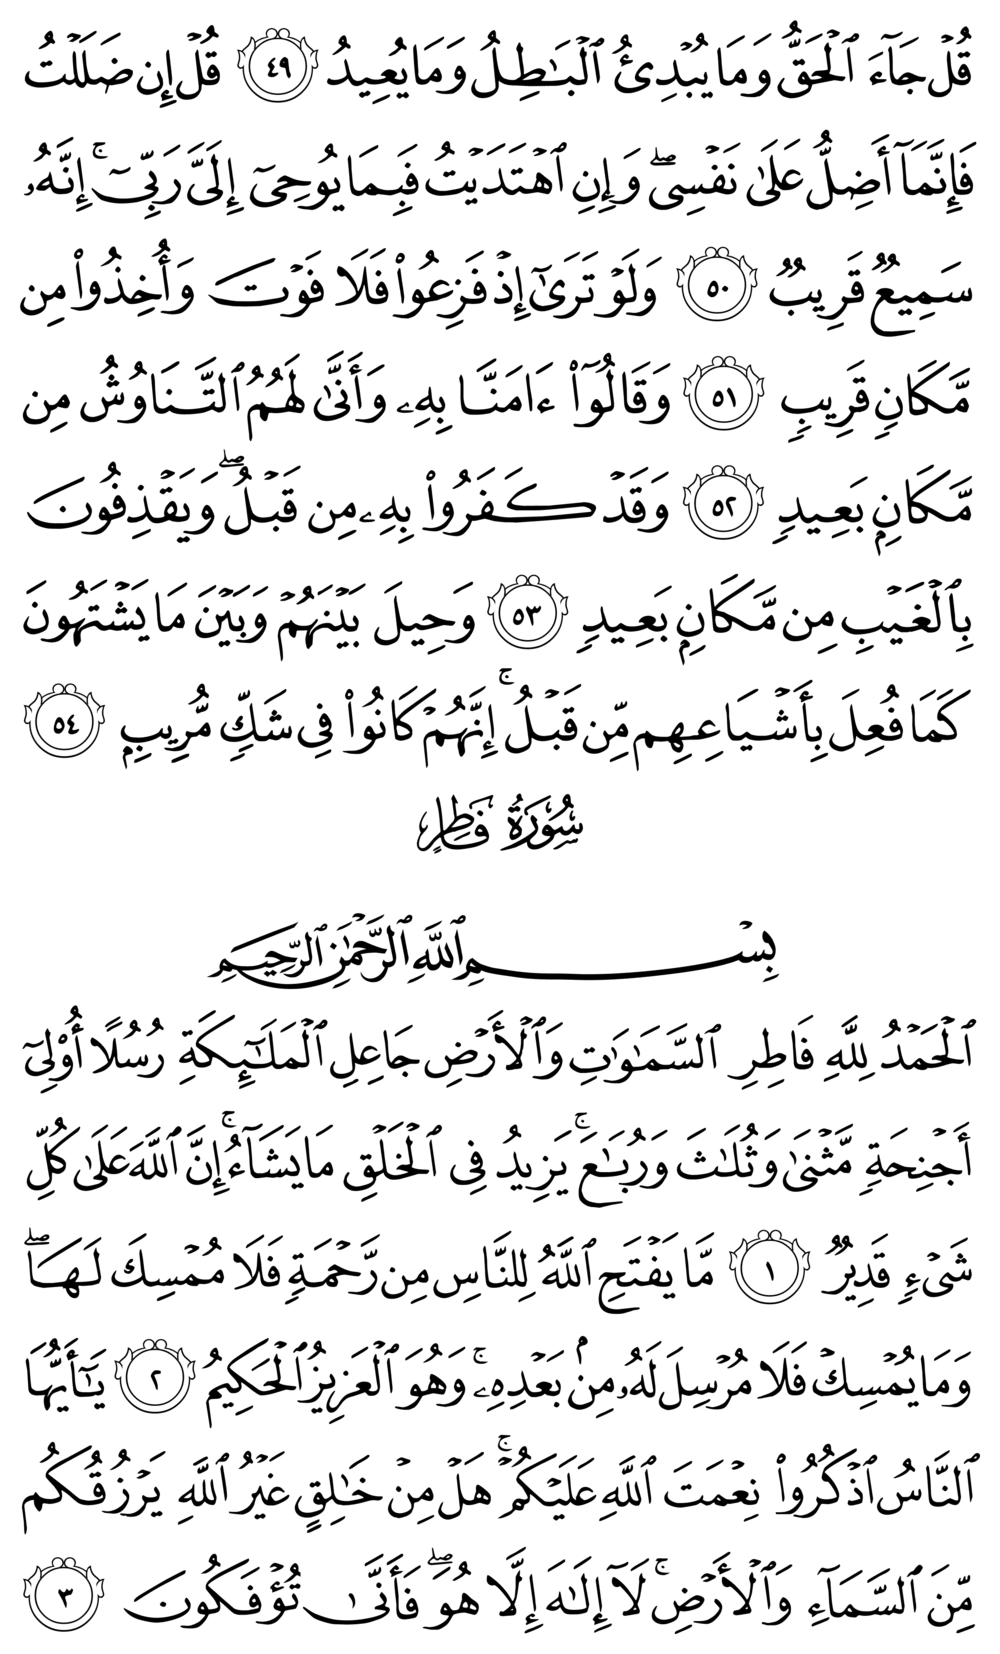 قُلۡ جَآءَ ٱلۡحَقُّ وَمَا يُبۡدِئُ ٱلۡبَٰطِلُ وَمَا يُعِيدُ ٤٩ قُلۡ إِن ضَلَلۡتُ
فَإِنَّمَآ أَضِلُّ عَلَىٰ نَفۡسِيۖ وَإِنِ ٱهۡتَدَيۡتُ فَبِمَا يُوحِيٓ إِلَيَّ رَبِّيٓۚ إِنَّهُۥ
سَمِيعٞ قَرِيبٞ ٥٠ وَلَوۡ تَرَىٰٓ إِذۡ فَزِعُواْ فَلَا فَوۡتَ وَأُخِذُواْ مِن
مَّكَانٖ قَرِيبٖ ٥١ وَقَالُوٓاْ ءَامَنَّا بِهِۦ وَأَنَّىٰ لَهُمُ ٱلتَّنَاوُشُ مِن
مَّكَانِۭ بَعِيدٖ ٥٢ وَقَدۡ كَفَرُواْ بِهِۦ مِن قَبۡلُۖ وَيَقۡذِفُونَ
بِٱلۡغَيۡبِ مِن مَّكَانِۭ بَعِيدٖ ٥٣ وَحِيلَ بَيۡنَهُمۡ وَبَيۡنَ مَا يَشۡتَهُونَ
كَمَا فُعِلَ بِأَشۡيَاعِهِم مِّن قَبۡلُۚ إِنَّهُمۡ كَانُواْ فِي شَكّٖ مُّرِيبِۭ ٥٤
سُورَةُ فَاطِرٍ
بِسۡمِ ٱللَّهِ ٱلرَّحۡمَٰنِ ٱلرَّحِيمِ
ٱلۡحَمۡدُ لِلَّهِ فَاطِرِ ٱلسَّمَٰوَٰتِ وَٱلۡأَرۡضِ جَاعِلِ ٱلۡمَلَٰٓئِكَةِ رُسُلًا أُوْلِيٓ
أَجۡنِحَةٖ مَّثۡنَىٰ وَثُلَٰثَ وَرُبَٰعَۚ يَزِيدُ فِي ٱلۡخَلۡقِ مَا يَشَآءُۚ إِنَّ ٱللَّهَ عَلَىٰ كُلِّ
شَيۡءٖ قَدِيرٞ ١ مَّا يَفۡتَحِ ٱللَّهُ لِلنَّاسِ مِن رَّحۡمَةٖ فَلَا مُمۡسِكَ لَهَاۖ
وَمَا يُمۡسِكۡ فَلَا مُرۡسِلَ لَهُۥ مِنۢ بَعۡدِهِۦۚ وَهُوَ ٱلۡعَزِيزُ ٱلۡحَكِيمُ ٢ يَٰٓأَيُّهَا
ٱلنَّاسُ ٱذۡكُرُواْ نِعۡمَتَ ٱللَّهِ عَلَيۡكُمۡۚ هَلۡ مِنۡ خَٰلِقٍ غَيۡرُ ٱللَّهِ يَرۡزُقُكُم
مِّنَ ٱلسَّمَآءِ وَٱلۡأَرۡضِۚ لَآ إِلَٰهَ إِلَّا هُوَۖ فَأَنَّىٰ تُؤۡفَكُونَ ٣